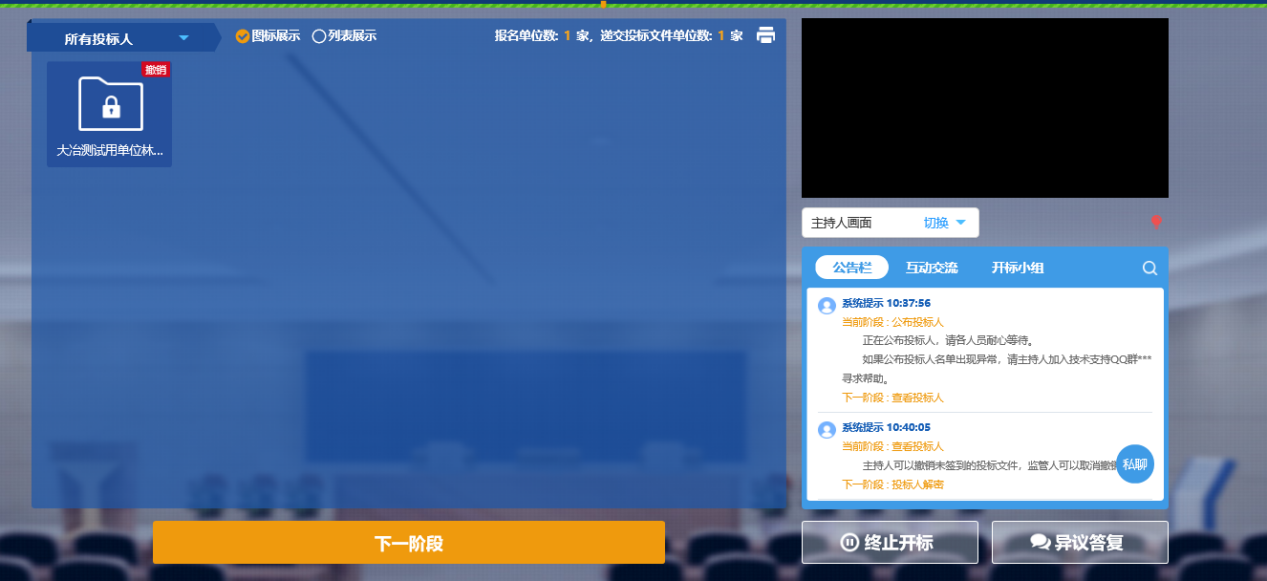 所有投标人
图标展示 列表展示
报名单位数: 1 家, 递交投标文件单位数: 1 家
撤销
大冶测试用单位林...
主持人画面 切换
公告栏 互动交流 开标小组
系统提示 10:37:56
当前阶段 : 公布投标人
正在公布投标人，请各人员耐心等待。
如果公布投标人名单出现异常，请主持人加入技术支持QQ群***
寻求帮助。
下一阶段 : 查看投标人
系统提示 10:40:05
当前阶段 : 查看投标人
主持人可以撤销未签到的投标文件，监管人可以取消撤
私聊
下一阶段 : 投标人解密
下一阶段
终止开标
异议答复